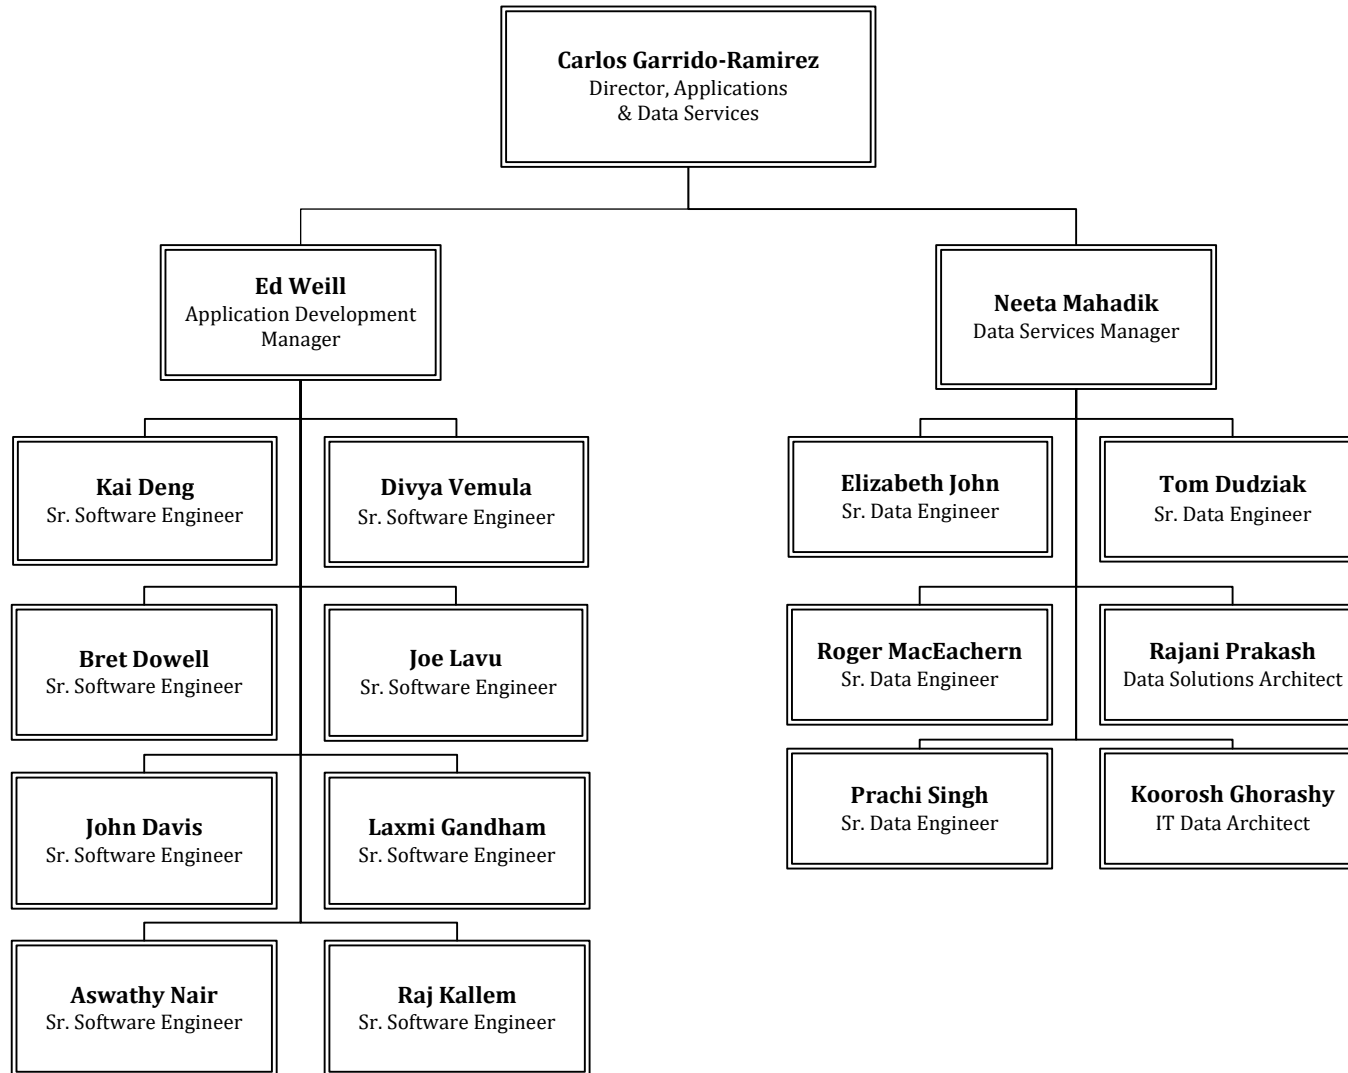 Carlos Garrido-Ramirez
Director, Applications
& Data Services
Ed Weill
Application Development
Manager
Neeta Mahadik
Data Services Manager
Kai Deng
Sr. Software Engineer
Divya Vemula
Sr. Software Engineer
Elizabeth John
Sr. Data Engineer
Tom Dudziak
Sr. Data Engineer
Bret Dowell
Sr. Software Engineer
Joe Lavu
Sr. Software Engineer
Roger MacEachern
Sr. Data Engineer
Rajani Prakash
Data Solutions Architect
John Davis
Sr. Software Engineer
Laxmi Gandham
Sr. Software Engineer
Prachi Singh
Sr. Data Engineer
Koorosh Ghorashy
IT Data Architect
Aswathy Nair
Sr. Software Engineer
Raj Kallem
Sr. Software Engineer